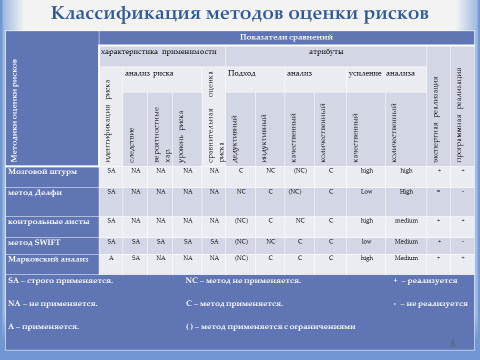 Классификация методов оценки рисков
Методики оценки рисков
Показатели сравнений
характеристика применимости
атрибуты
идентификация риска
анализ риска
сравнительная оценка риска
Подход
анализ
усиление анализа
экспертная реализация
программная реализация
следствие
вероятностные хар.
уровень риска
дедуктивный
индуктивный
качественный
количественный
качественный
количественный
Мозговой штурм SA NA NA NA NA C NC (NC) C high high + +
метод Делфи SA NA NA NA NA NC C (NC) C Low High -
контрольные листы SA NA NA NA NA (NC) C NC C high medium + +
метод SWIFT SA SA SA SA SA (NC) NC C C low Medium + -
Марковский анализ A SA NA NA NA (NC) C C C high Medium + +
SA – строго применяется. NC – метод не применяется. + – реализуется
NA – не применяется. C – метод применяется. - – не реализуется
A – применяется. ( ) – метод применяется с ограничениями